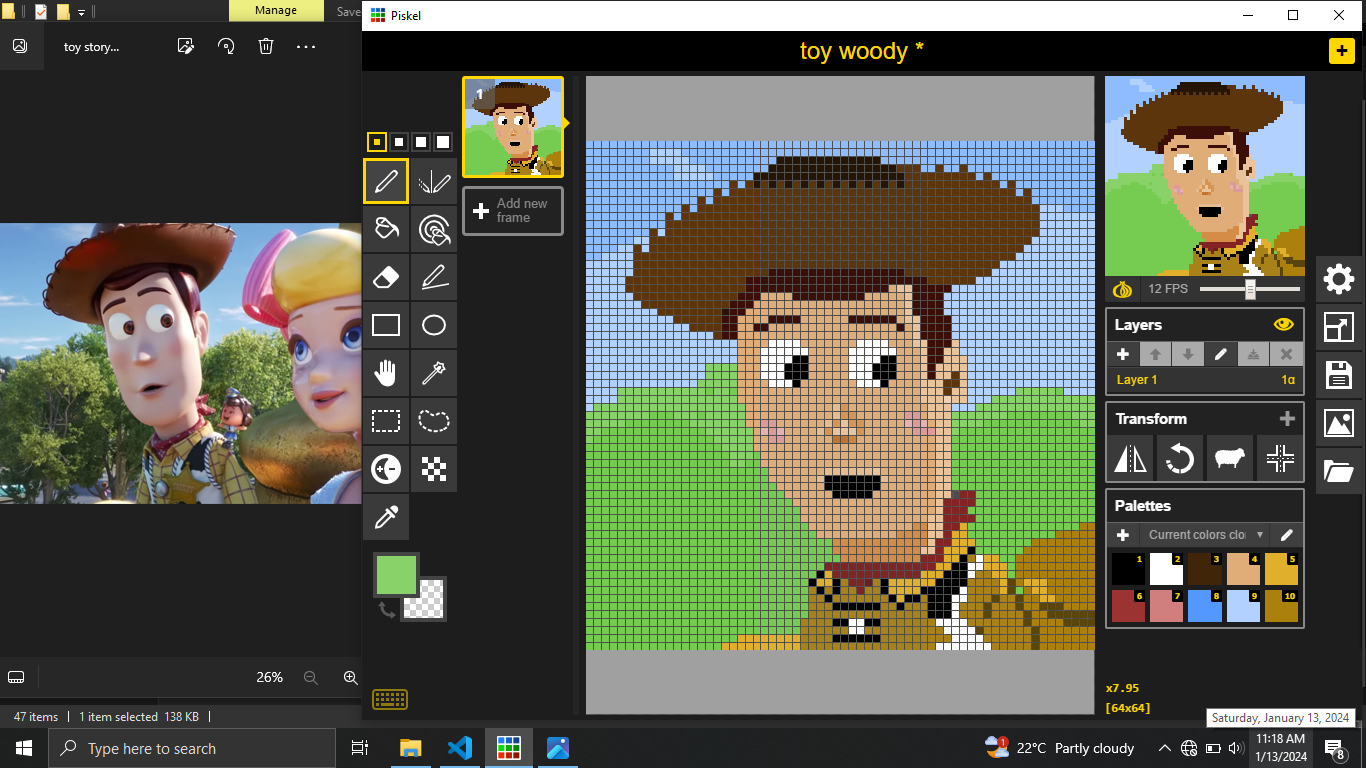 Manage
Save
Piskel
toy story...
toy woody *
+
1
Add new
frame
12 FPS
Layers
Layer 1
1α
Transform
Palettes
Current colors clo
1
2
3
4
5
6
7
8
9
10
26%
x7.95
[64x64]
47 items
1 item selected 138 KB
Saturday, January 13, 2024
Type here to search
1
22°C Partly cloudy
11:18 AM
1/13/2024
8